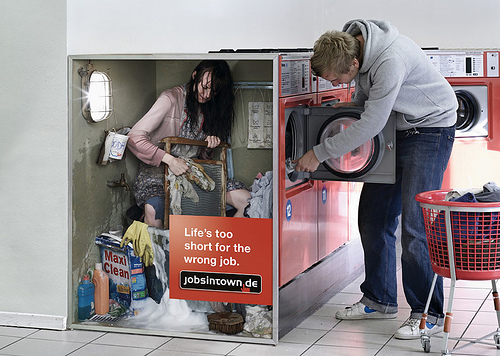 Maxi
Clean
Life's too
short for the
wrong job.
jobsintown.de